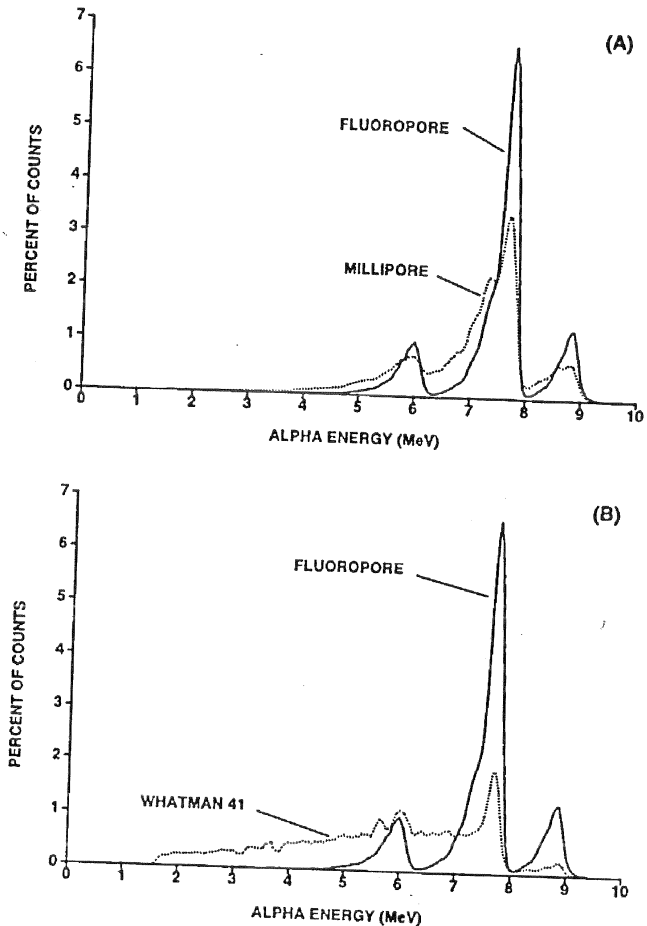 (A)
7
6
5
4
3
2
1
0
PERCENT OF COUNTS
FLUOROPORE
MILLIPORE
0 1 2 3 4 5 6 7 8 9 10
ALPHA ENERGY (MeV)
(B)
7
6
5
4
3
2
1
0
PERCENT OF COUNTS
FLUOROPORE
WHATMAN 41
0 1 2 3 4 5 6 7 8 9 10
ALPHA ENERGY (MeV)